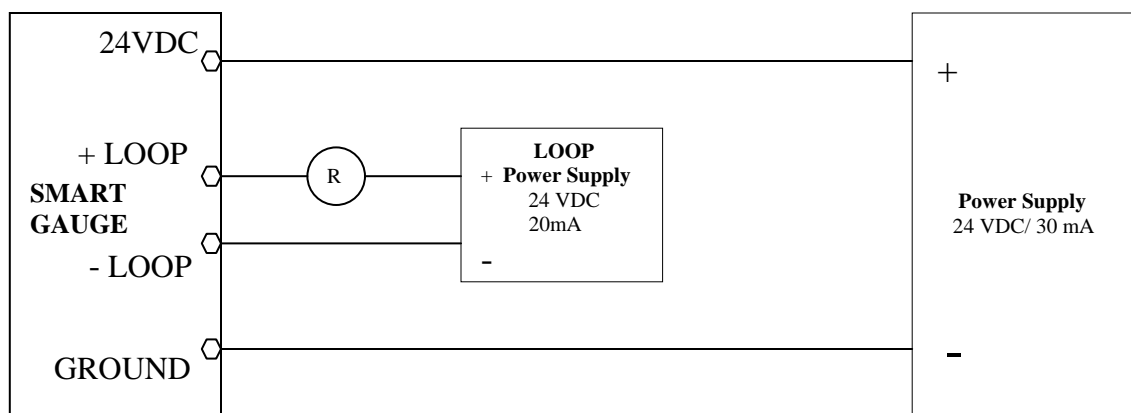 24VDC
+ LOOP
SMART
GAUGE
- LOOP
GROUND
R
LOOP
+ Power Supply
24 VDC
20mA
-
+
Power Supply
24 VDC/ 30 mA
-